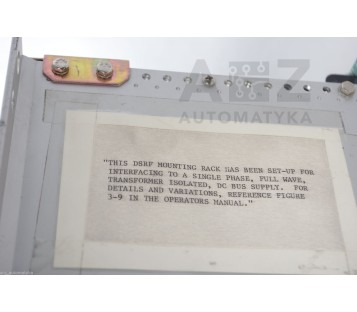 A2Z
AUTOMATYKA
"THIS DSRF MOUNTING RACK HAS BEEN SET-UP FOR
INTERFACING TO A SINGLE PHASE, FULL WAVE,
TRANSFORMER ISOLATED, DC BUS SUPPLY. FOR
DETAILS AND VARIATIONS, REFERENCE FIGURE
3-9 IN THE OPERATORS MANUAL."